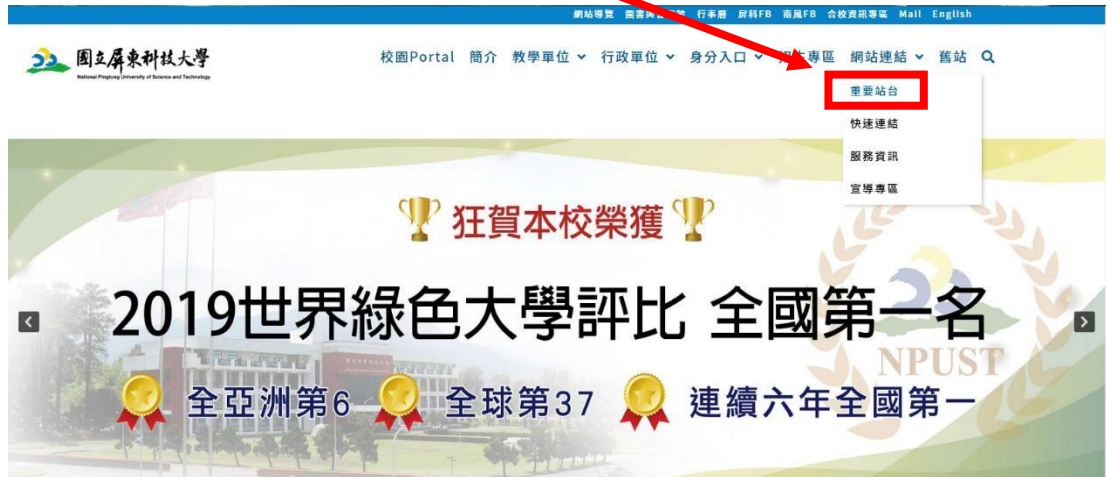 網站導覽 圖書與 行事曆 屏科FB 南風FB 合校資訊專區 Mail English
國立屏東科技大學
National Pingtung University of Science and Technology
校園Portal 簡介 教學單位 行政單位 身分入口 專區 網站連結 舊站
重要站台
快速連結
服務資訊
宣導專區
狂賀本校榮獲
2019世界綠色大學評比 全國第一名
NPUST
全亞洲第6 全球第37 連續六年全國第一